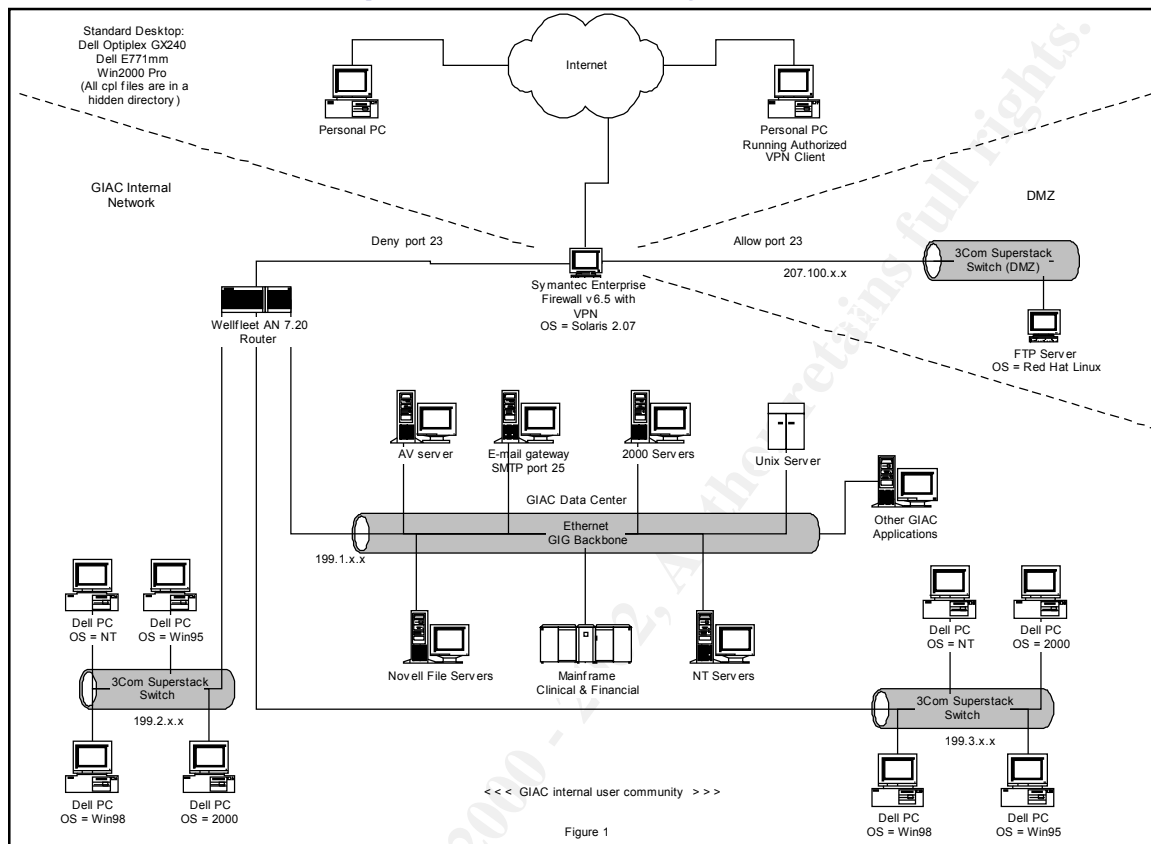 Standard Desktop:
Dell Optiplex GX240
Dell E771mm
Win2000 Pro
(All cpl files are in a
hidden directory)
Internet
Personal PC
Personal PC
Running Authorized
VPN Client
GIAC Internal
Network
DMZ
Deny port 23
Allow port 23
207.100.x.x
3Com Superstack
Switch (DMZ)
Symantec Enterprise
Firewall v6.5 with
VPN
OS = Solaris 2.07
Wellfleet AN 7.20
Router
FTP Server
OS = Red Hat Linux
AV server
E-mail gateway
SMTP port 25
2000 Servers
Unix Server
GIAC Data Center
Ethernet
GIG Backbone
Other GIAC
Applications
199.1.x.x
Dell PC
OS = NT
Dell PC
OS = Win95
Novell File Servers
Mainframe
Clinical & Financial
NT Servers
Dell PC
OS = NT
Dell PC
OS = 2000
3Com Superstack
Switch
199.2.x.x
3Com Superstack
Switch
199.3.x.x
Dell PC
OS = Win98
Dell PC
OS = 2000
< < < GIAC internal user community > > >
Dell PC
OS = Win98
Dell PC
OS = Win95
Figure 1
2000 - 2002, Author retains full rights.